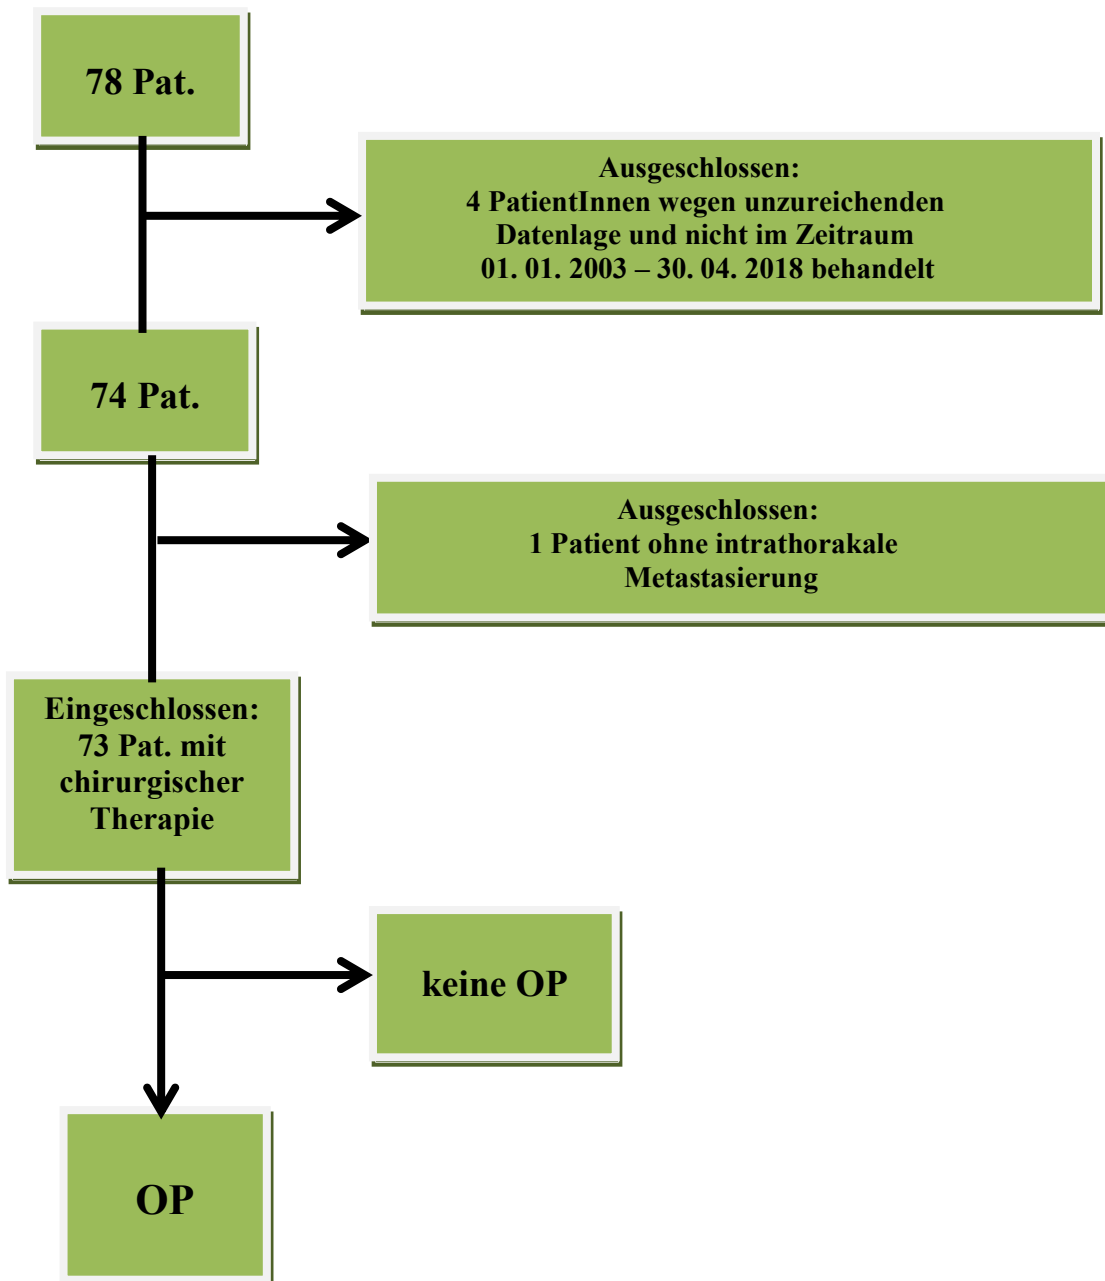 78 Pat.
Ausgeschlossen:
4 PatientInnen wegen unzureichenden
Datenlage und nicht im Zeitraum
01. 01. 2003 – 30. 04. 2018 behandelt
74 Pat.
Ausgeschlossen:
1 Patient ohne intrathorakale
Metastasierung
Eingeschlossen:
73 Pat. mit
chirurgischer
Therapie
keine OP
OP